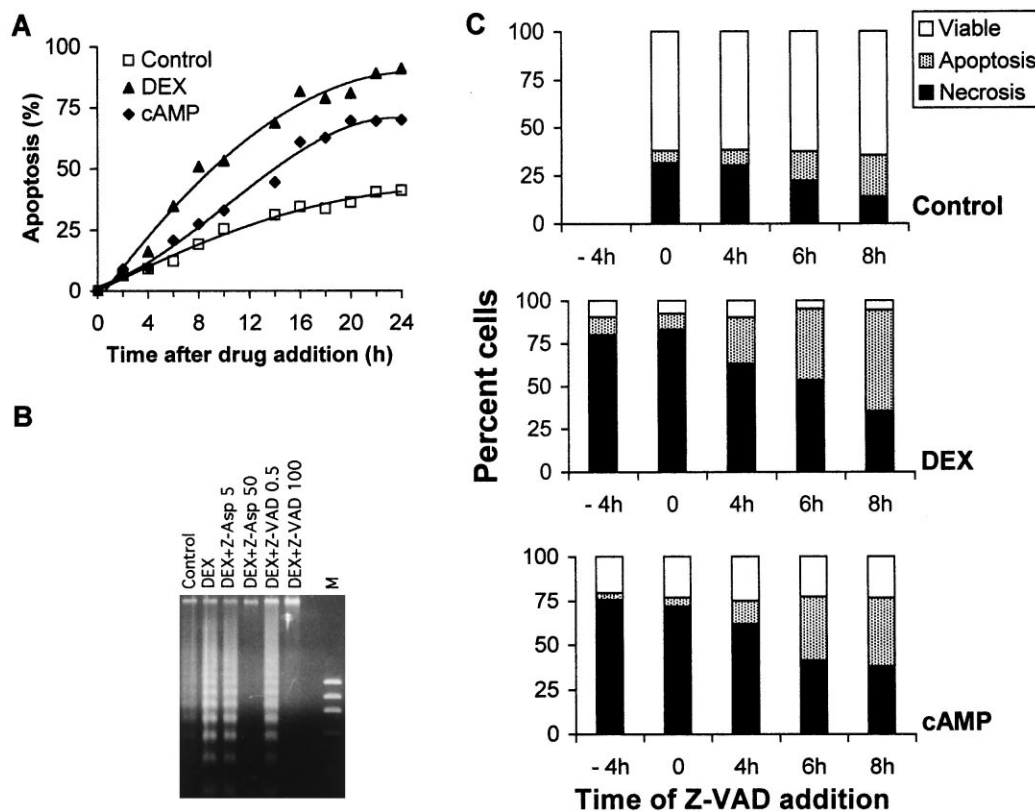 A
100
75
50
25
0
Apoptosis (%)
Control
DEX
cAMP
0 4 8 12 16 20 24
Time after drug addition (h)
B
Control
DEX
DEX+Z-Asp 5
DEX+Z-Asp 50
DEX+Z-VAD 0.5
DEX+Z-VAD 100
M
C
Viable
Apoptosis
Necrosis
Percent cells
100
75
50
25
0
- 4h 0 4h 6h 8h
Control
100
75
50
25
0
- 4h 0 4h 6h 8h
DEX
100
75
50
25
0
- 4h 0 4h 6h 8h
cAMP
Time of Z-VAD addition